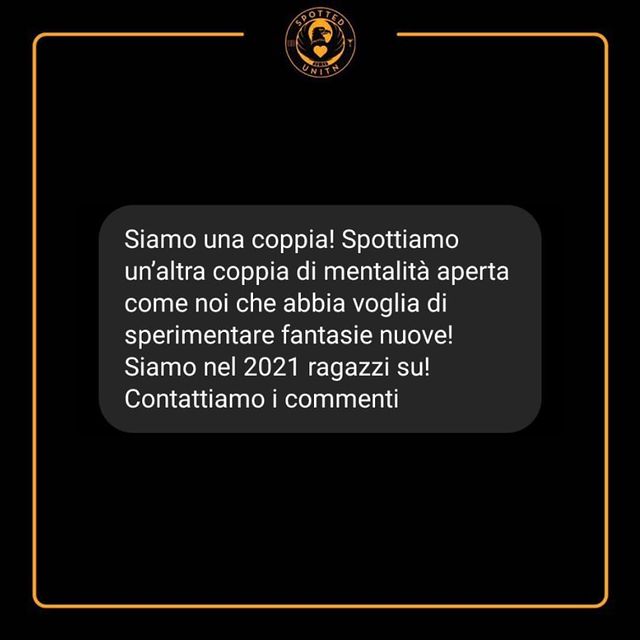 SPOTTED
UNITN
Siamo una coppia! Spottiamo
un’altra coppia di mentalità aperta
come noi che abbia voglia di
sperimentare fantasie nuove!
Siamo nel 2021 ragazzi su!
Contattiamo i commenti